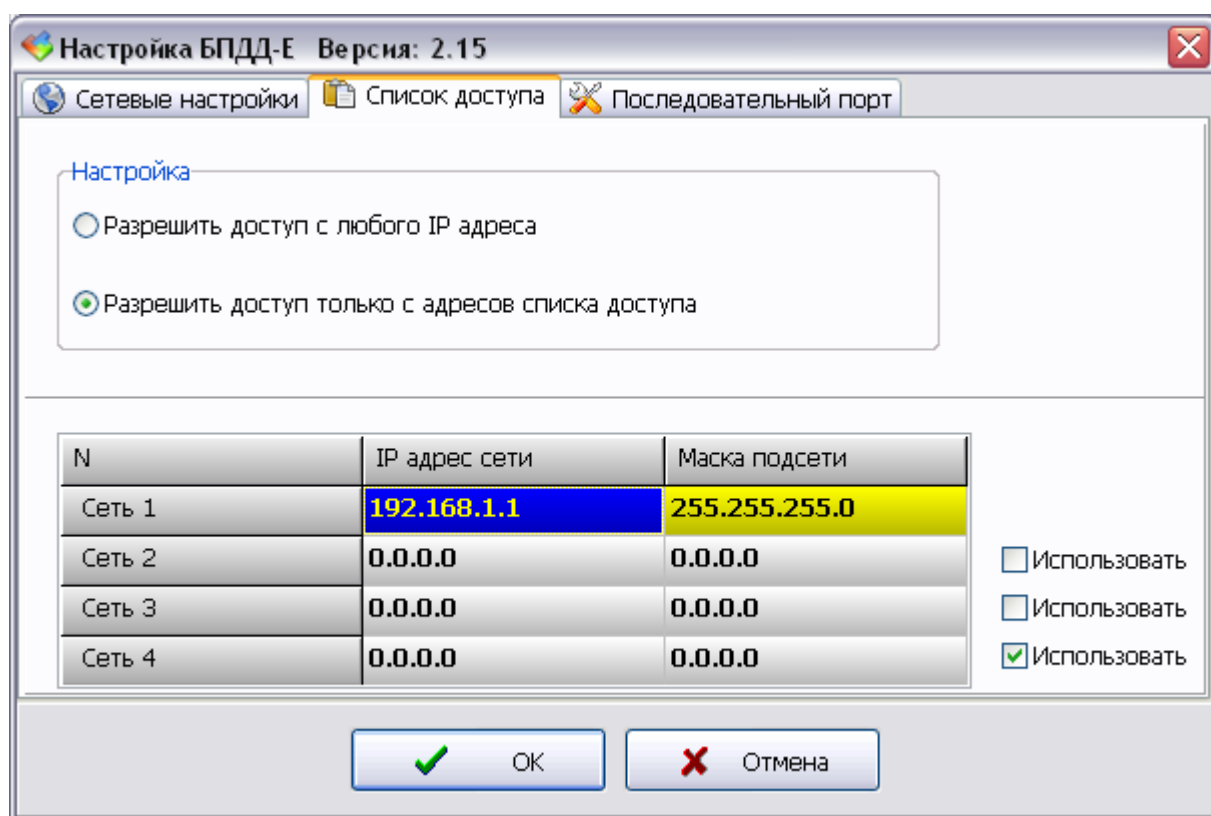 Настройка БПДД-Е Версия: 2.15
Сетевые настройки Список доступа Последовательный порт
Настройка
Разрешить доступ с любого IP адреса
Разрешить доступ только с адресов списка доступа
N IP адрес сети Маска подсети
Сеть 1 192.168.1.1 255.255.255.0
Сеть 2 0.0.0.0 0.0.0.0 Использовать
Сеть 3 0.0.0.0 0.0.0.0 Использовать
Сеть 4 0.0.0.0 0.0.0.0 Использовать
ОК Отмена